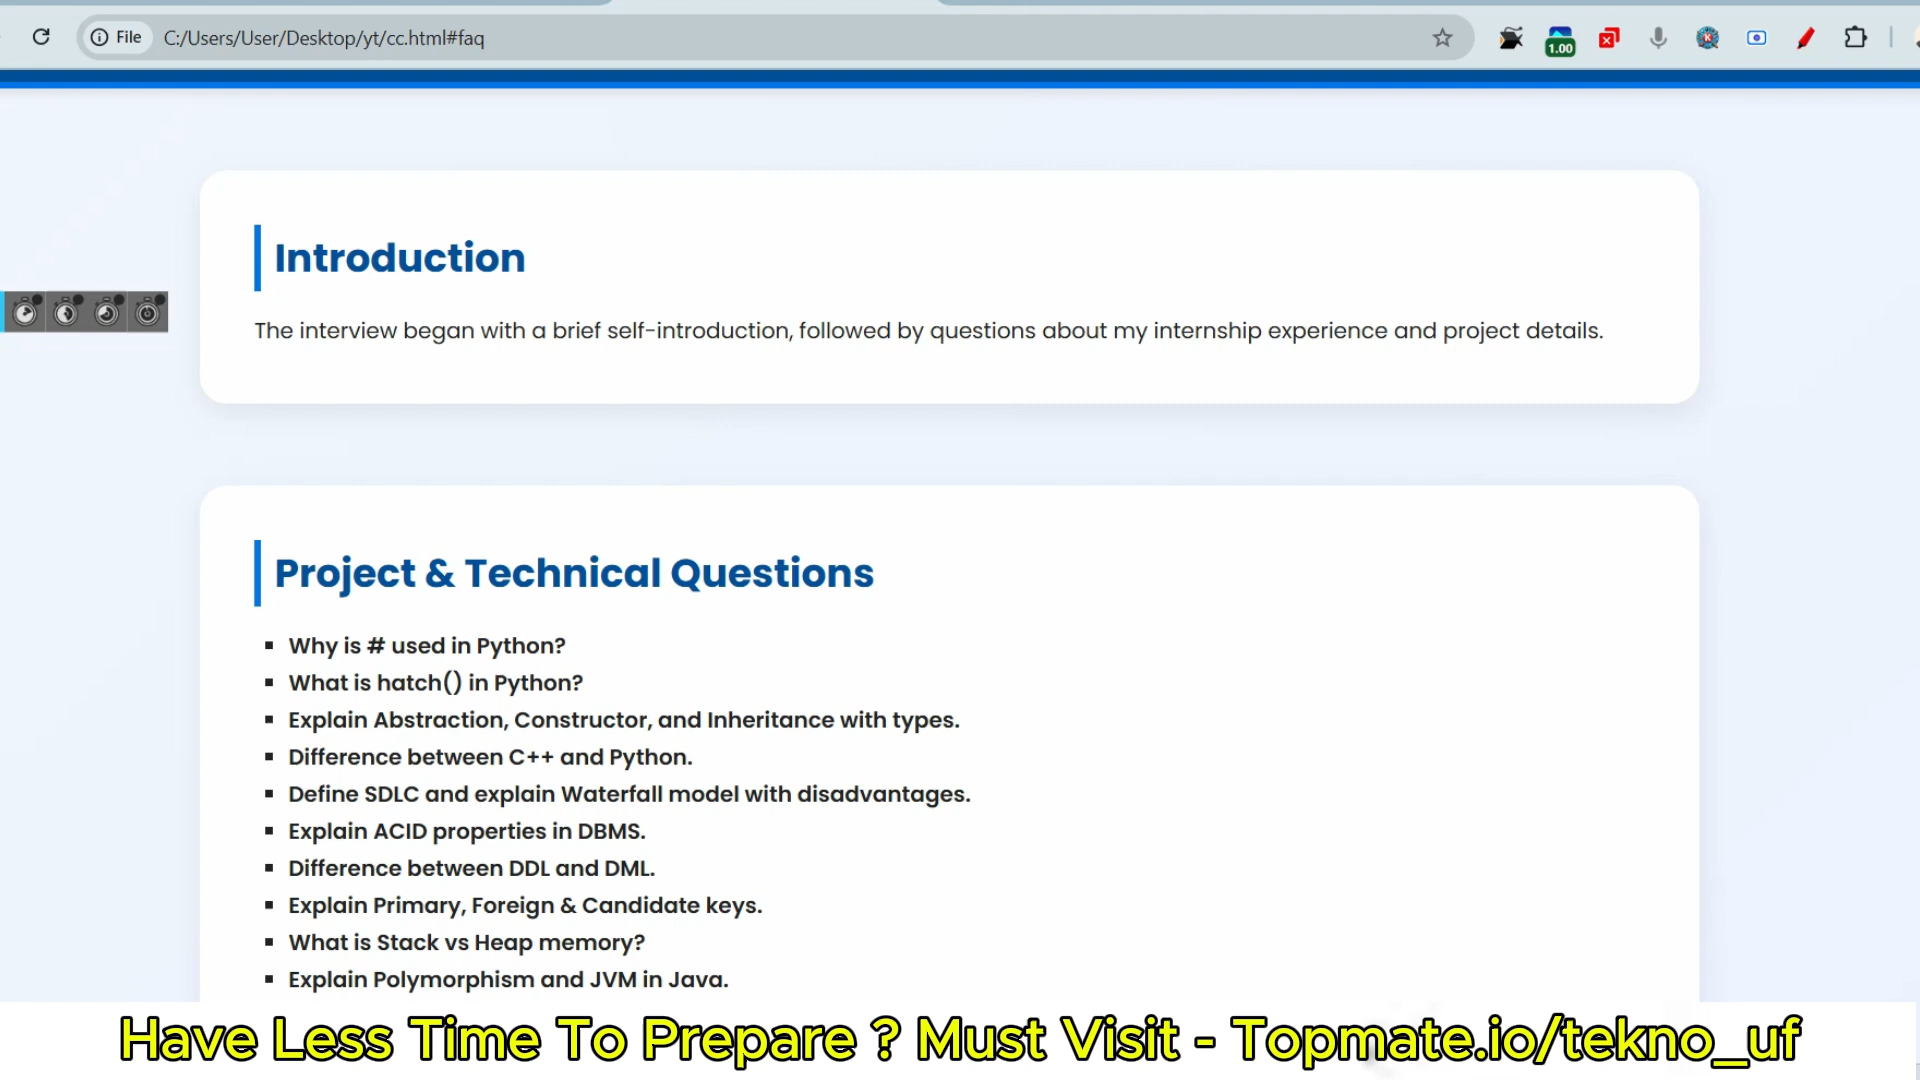 File C:/Users/User/Desktop/yt/cc.html#faq
1.00
Introduction
The interview began with a brief self-introduction, followed by questions about my internship experience and project details.
Project & Technical Questions
Why is # used in Python?
What is hatch() in Python?
Explain Abstraction, Constructor, and Inheritance with types.
Difference between C++ and Python.
Define SDLC and explain Waterfall model with disadvantages.
Explain ACID properties in DBMS.
Difference between DDL and DML.
Explain Primary, Foreign & Candidate keys.
What is Stack vs Heap memory?
Explain Polymorphism and JVM in Java.
Have Less Time To Prepare ? Must Visit - Topmate.io/tekno_uf